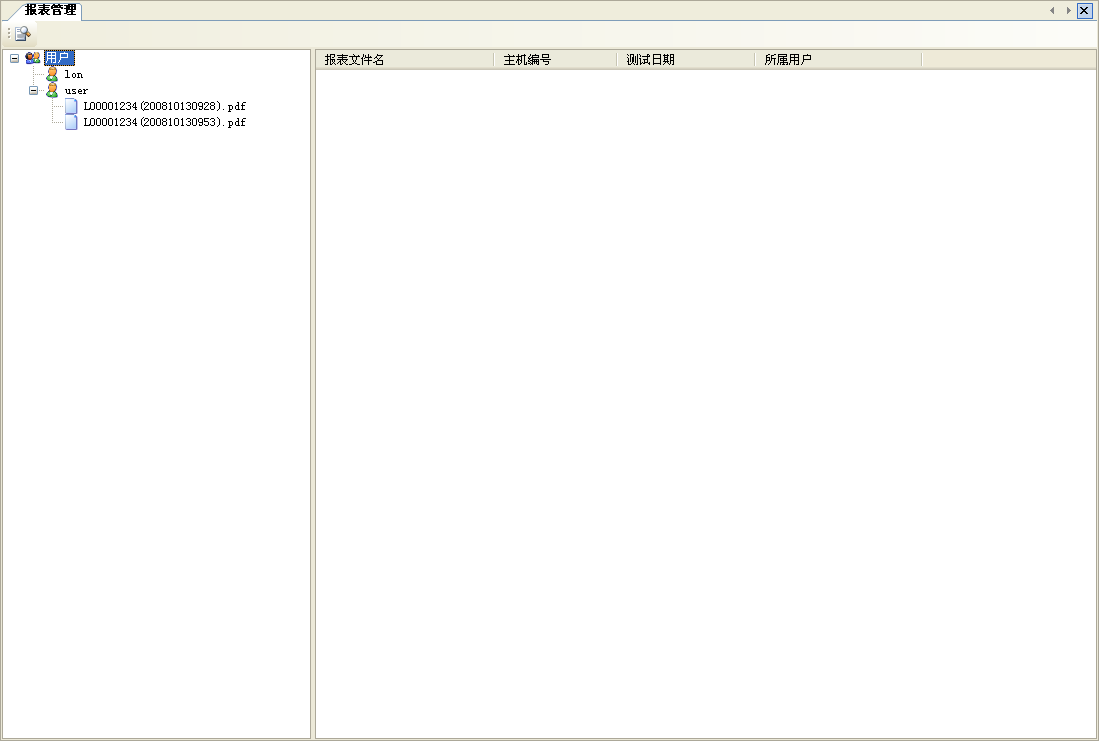 报表管理
用户
lon
user
L00001234(200810130928).pdf
L00001234(200810130953).pdf
报表文件名 主机编号 测试日期 所属用户